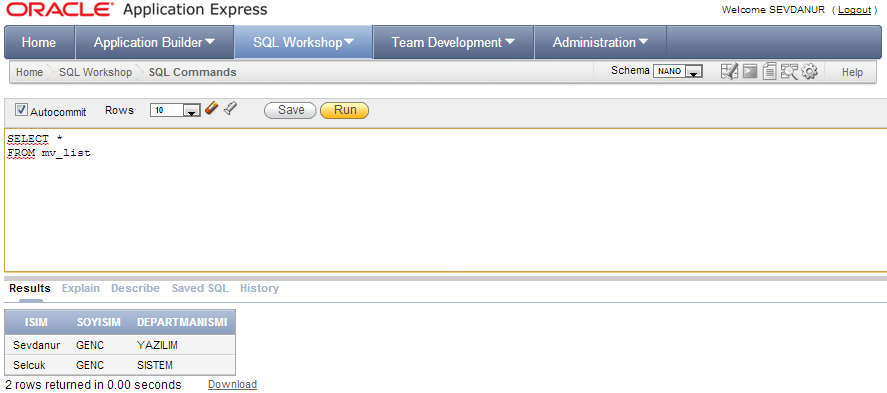 ORACLE Application Express
Welcome SEVDANUR ( Logout )
Home Application Builder SQL Workshop Team Development Administration
Home SQL Workshop SQL Commands Schema NANO Help
Autocommit Rows 10 Save Run
SELECT *
FROM mv_list
Results Explain Describe Saved SQL History
ISIM SOYISIM DEPARTMANISMI
Sevdanur GENC YAZILIM
Selcuk GENC SISTEM
2 rows returned in 0.00 seconds Download